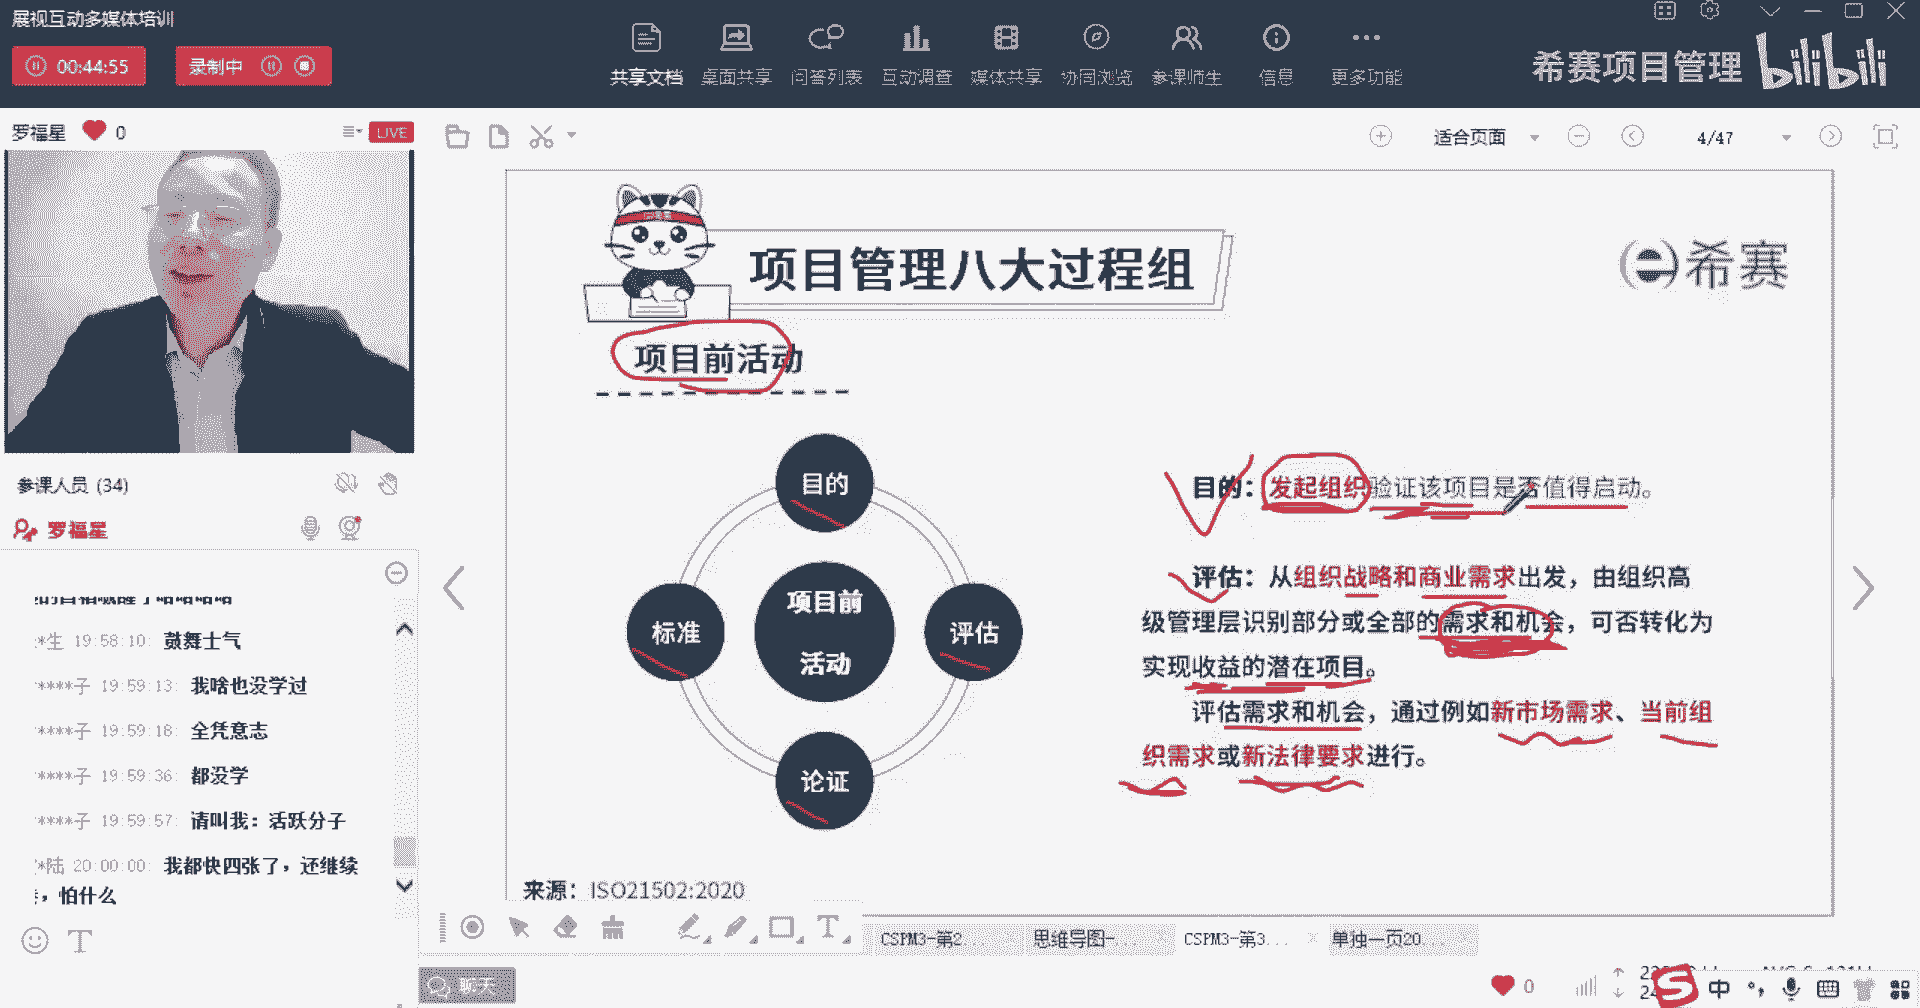 展视互动多媒体培训
00:44:55
录制中
共享文档
桌面共享
问答列表
互动调查
媒体共享
协同浏览
参课师生
信息
更多功能
希赛项目管理
bilibili
罗福星
0
LIVE
适合页面
4/47
参课人员 (34)
罗福星
*生 19:58:10: 鼓舞士气
****子 19:59:13: 我啥也没学过
****子 19:59:18: 全凭意志
****子 19:59:36: 都没学
****子 19:59:57: 请叫我：活跃分子
*陆 20:00:00: 我都快四张了，还继续
，怕什么
T
聊天
项目管理八大过程组
希赛
项目前活动
目的
标准
项目前
活动
评估
论证
目的：发起组织验证该项目是否值得启动。
评估：从组织战略和商业需求出发，由组织高
级管理层识别部分或全部的需求和机会，可否转化为
实现收益的潜在项目。
评估需求和机会，通过例如新市场需求、当前组
织需求或新法律要求进行。
来源：ISO21502:2020
T
CSPM3-第2...
思维导图-...
CSPM3-第3...
单独一页20...
0
S
中